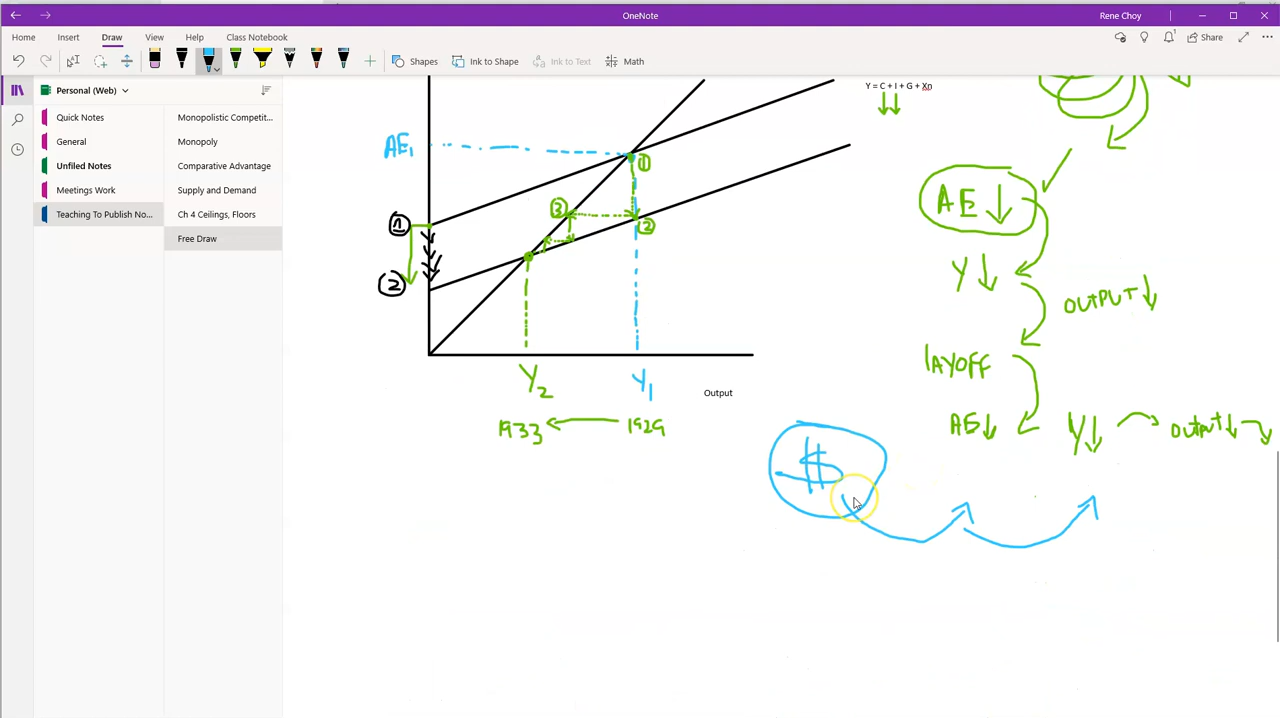 OneNote
Rene Choy
Home
Insert
Draw
View
Help
Class Notebook
Share
Shapes
Ink to Shape
Ink to Text
Math
Personal (Web)
Quick Notes
General
Unfiled Notes
Meetings Work
Teaching To Publish No...
Monopolistic Competit...
Monopoly
Comparative Advantage
Supply and Demand
Ch 4 Ceilings, Floors
Free Draw
Y = C + I + G + Xn
AE1
①
③
②
①
②
Y2
Y1
Output
1933 ← 1929
AE ↓
Y ↓
OUTPUT ↓
LAYOFF
AE ↓
Y ↓
OUTPUT ↓
$